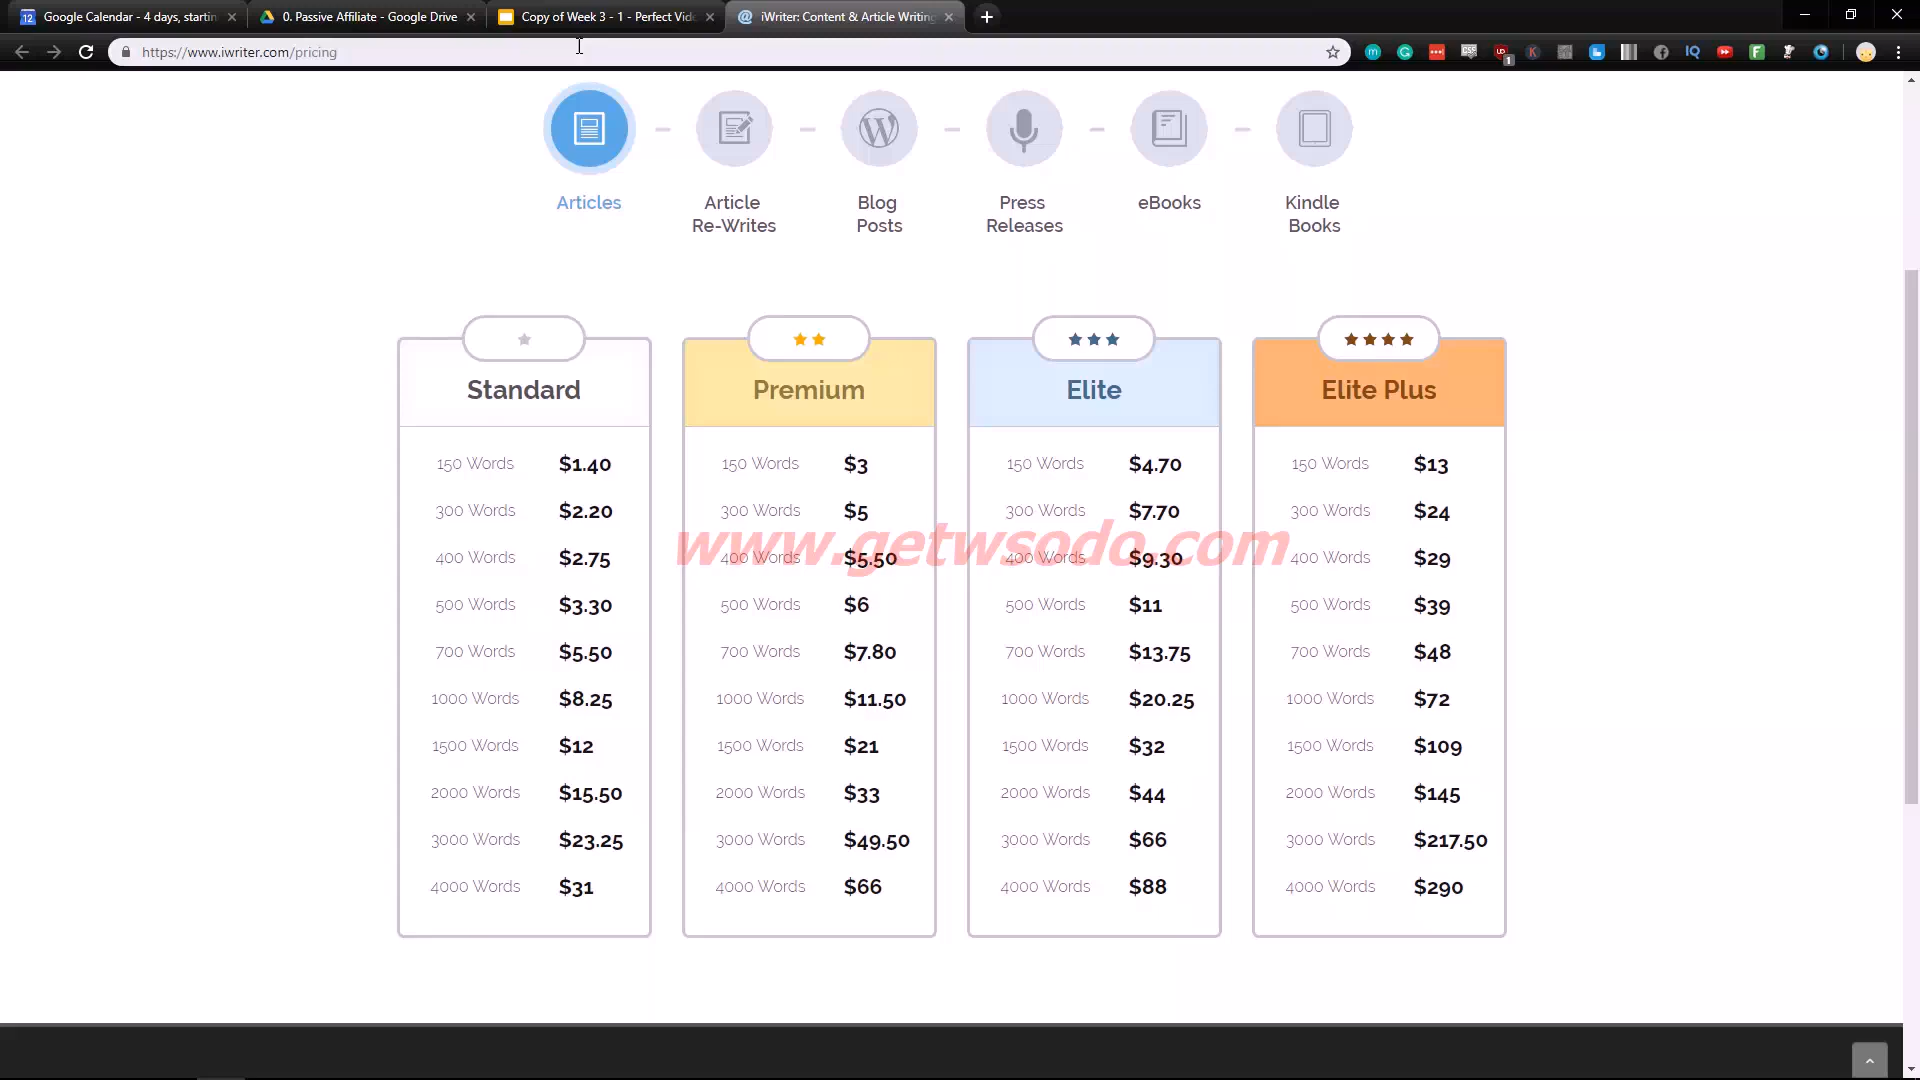 Google Calendar - 4 days, startin
0. Passive Affiliate - Google Drive
Copy of Week 3 - 1 - Perfect Vid
iWriter: Content & Article Writing
https://www.iwriter.com/pricing
Articles
Article Re-Writes
Blog Posts
Press Releases
eBooks
Kindle Books
Standard
150 Words $1.40
300 Words $2.20
400 Words $2.75
500 Words $3.30
700 Words $5.50
1000 Words $8.25
1500 Words $12
2000 Words $15.50
3000 Words $23.25
4000 Words $31
Premium
150 Words $3
300 Words $5
400 Words $5.50
500 Words $6
700 Words $7.80
1000 Words $11.50
1500 Words $21
2000 Words $33
3000 Words $49.50
4000 Words $66
Elite
150 Words $4.70
300 Words $7.70
400 Words $9.30
500 Words $11
700 Words $13.75
1000 Words $20.25
1500 Words $32
2000 Words $44
3000 Words $66
4000 Words $88
Elite Plus
150 Words $13
300 Words $24
400 Words $29
500 Words $39
700 Words $48
1000 Words $72
1500 Words $109
2000 Words $145
3000 Words $217.50
4000 Words $290
www.getwsodo.com